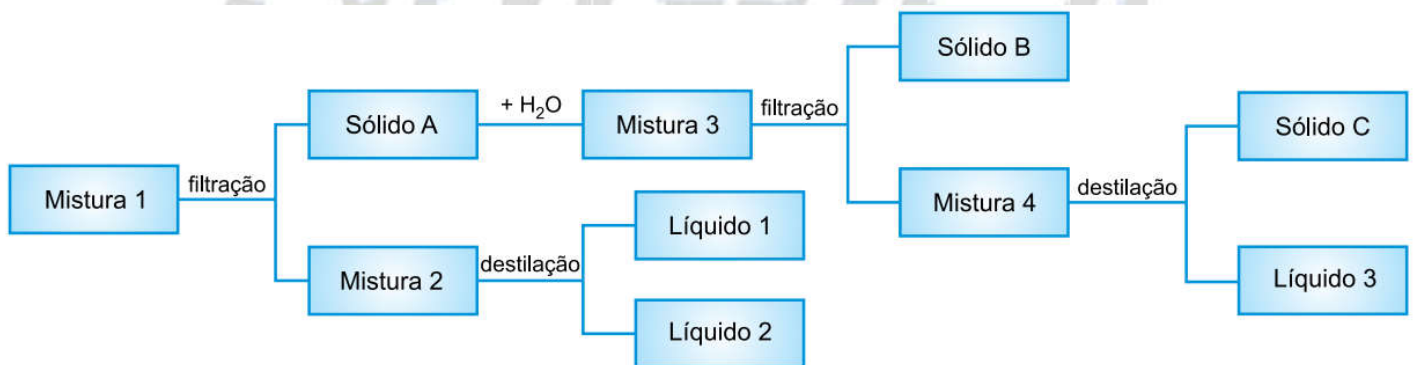 Sólido B
Sólido A
+ H₂O
Mistura 3
filtração
Sólido C
Mistura 1
filtração
Mistura 4
destilação
Líquido 1
Mistura 2
destilação
Líquido 3
Líquido 2